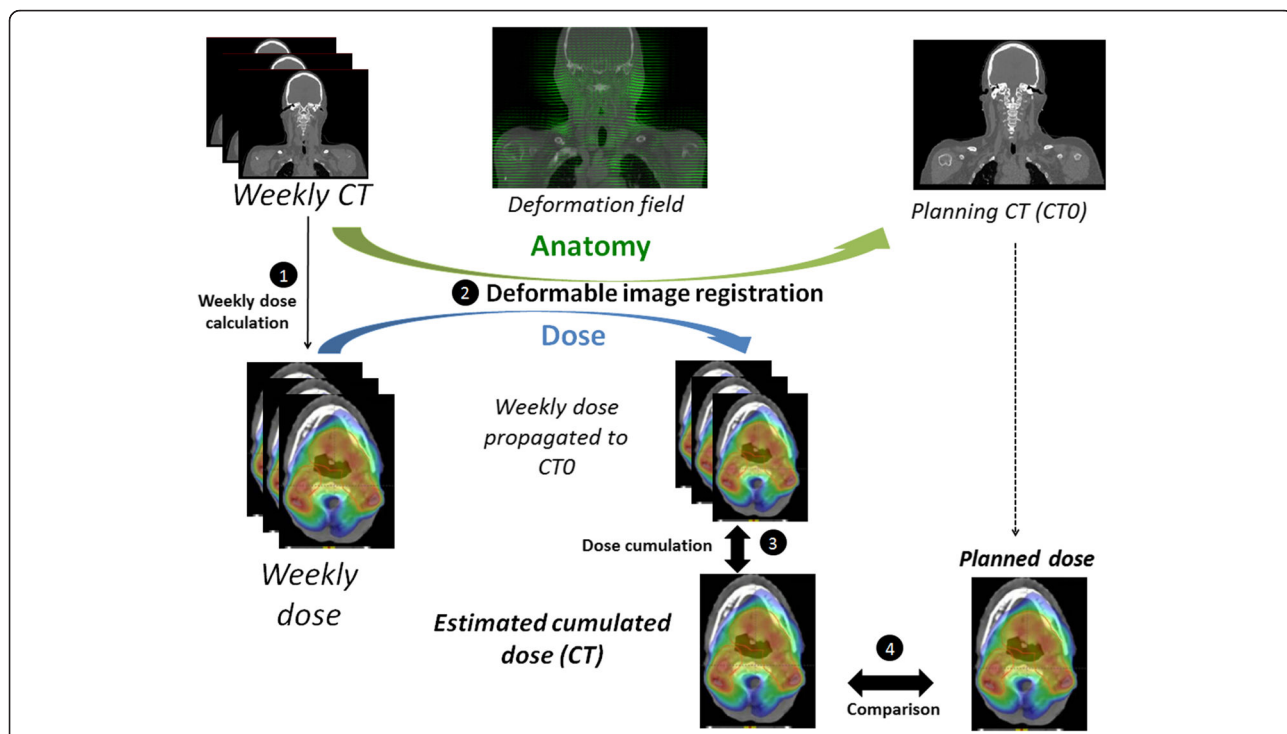 Weekly CT
Deformation field
Planning CT (CT0)
Anatomy
1
Weekly dose
calculation
2 Deformable image registration
Dose
Weekly dose
propagated to
CT0
Dose cumulation
3
Weekly
dose
Planned dose
Estimated cumulated
dose (CT)
4
Comparison